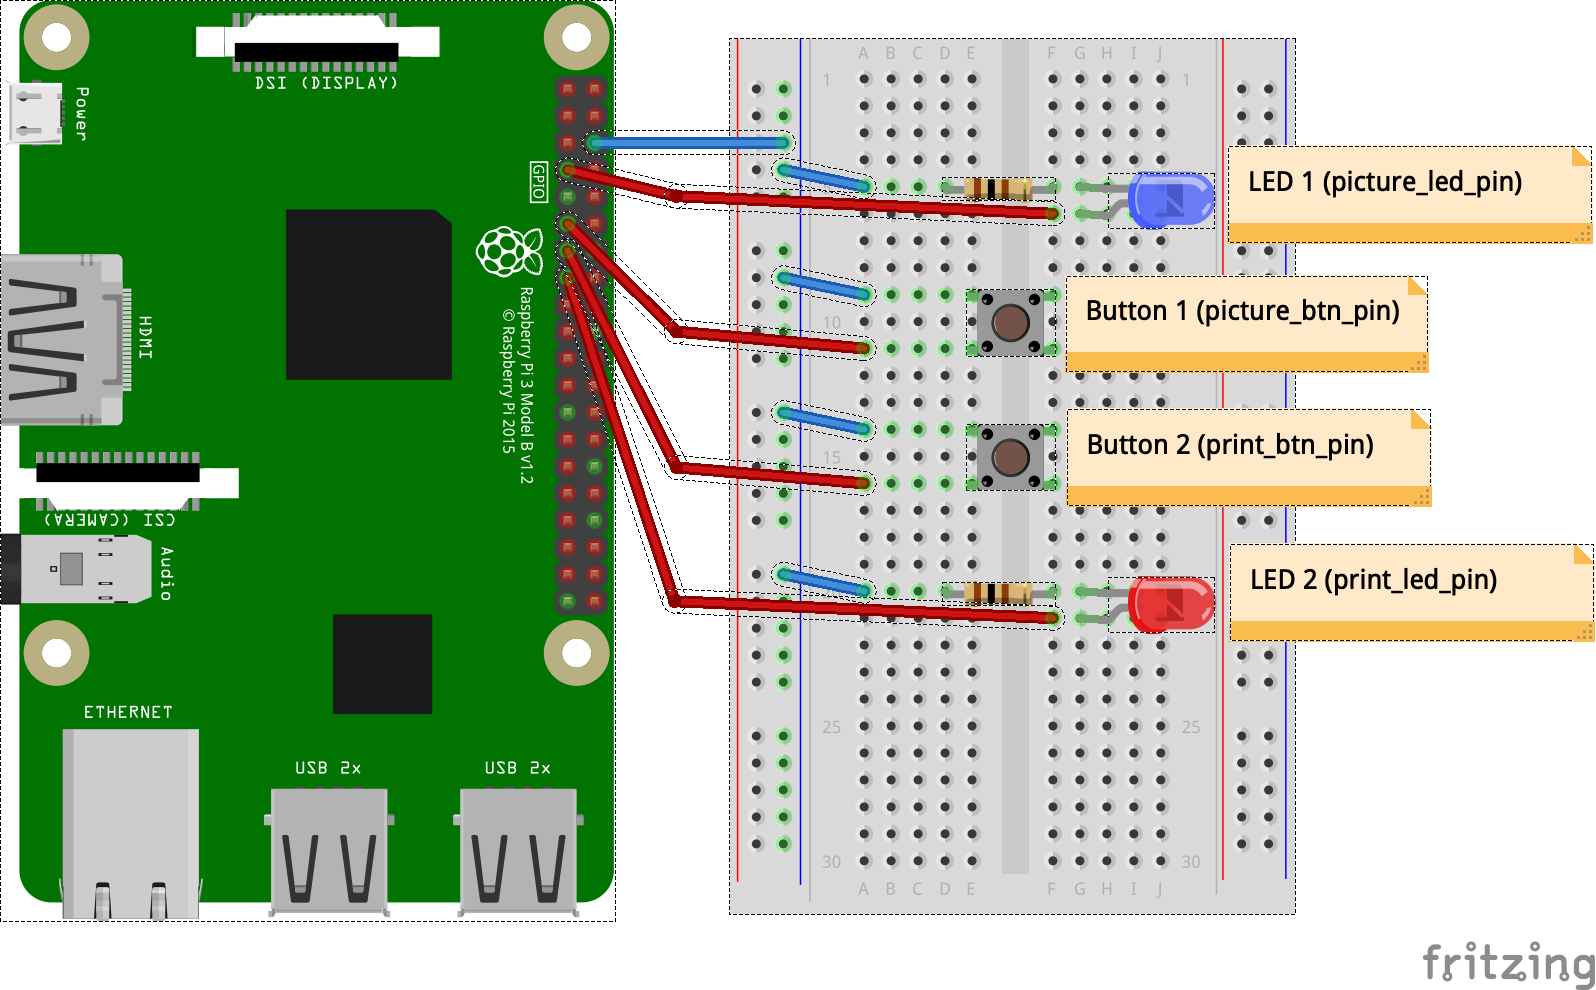 DSI (DISPLAY)
Power
GPIO
HDMI
Raspberry Pi 3 Model B v1.2
© Raspberry Pi 2015
CSI (CAMERA)
Audio
ETHERNET
USB 2x
USB 2x
A B C D E F G H I J
1 1
10
15
25 25
30 30
A B C D E F G H I J
LED 1 (picture_led_pin)
Button 1 (picture_btn_pin)
Button 2 (print_btn_pin)
LED 2 (print_led_pin)
fritzing